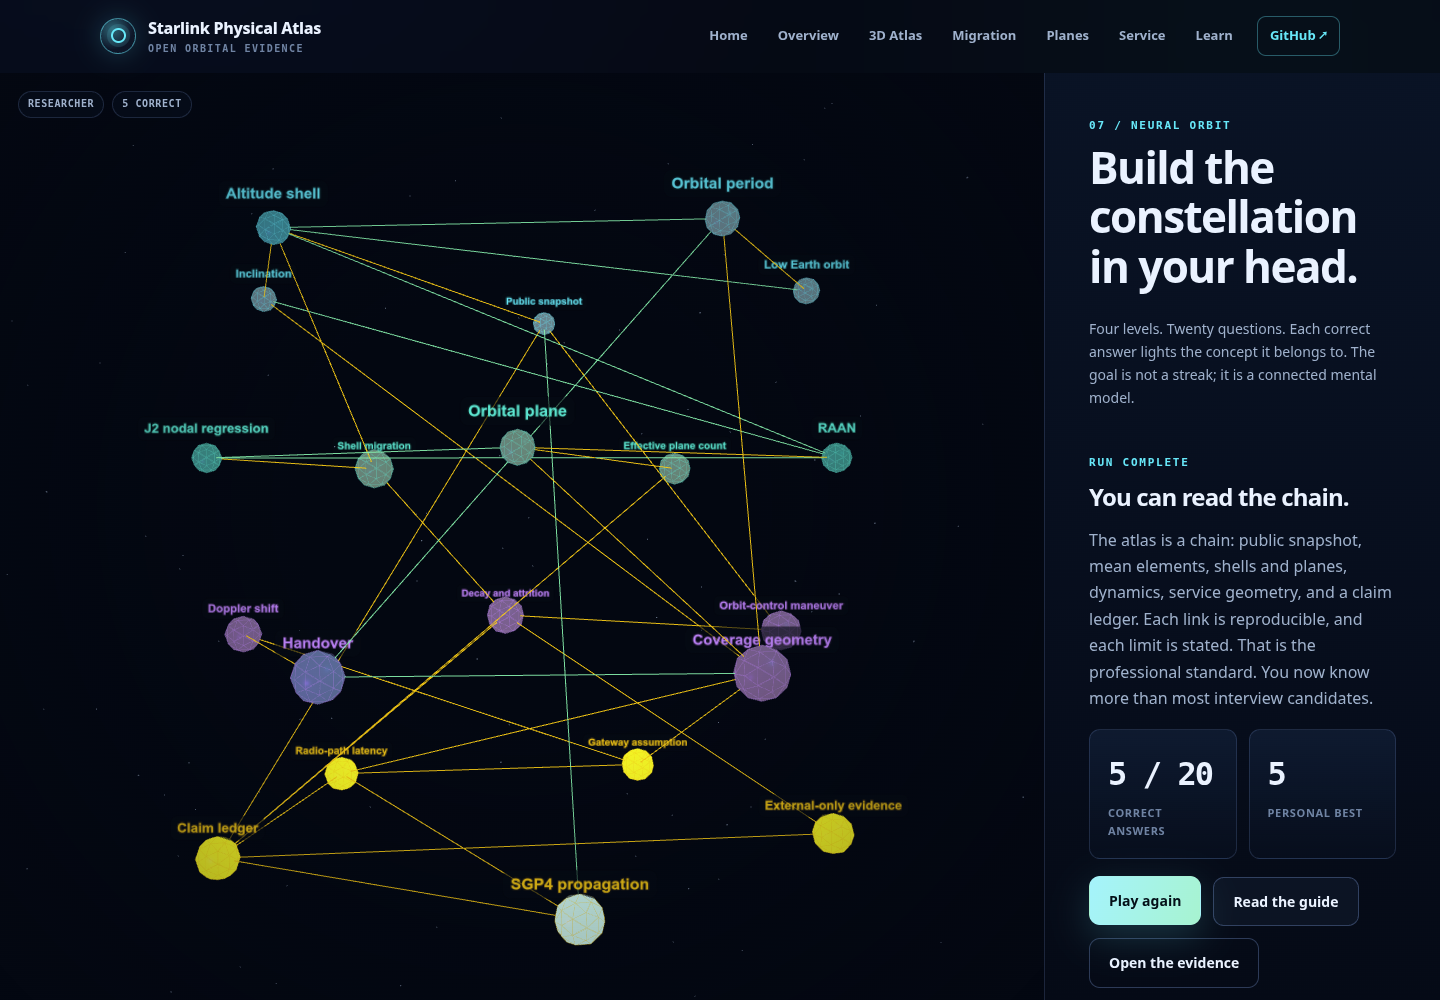 Starlink Physical Atlas
OPEN ORBITAL EVIDENCE
Home
Overview
3D Atlas
Migration
Planes
Service
Learn
GitHub ↗
RESEARCHER
5 CORRECT
Altitude shell
Orbital period
Inclination
Low Earth orbit
Public snapshot
Orbital plane
J2 nodal regression
Shell migration
Effective plane count
RAAN
Decay and attrition
Doppler shift
Orbit-control maneuver
Handover
Coverage geometry
Radio-path latency
Gateway assumption
Claim ledger
External-only evidence
SGP4 propagation
07 / NEURAL ORBIT
Build the
constellation
in your head.
Four levels. Twenty questions. Each correct
answer lights the concept it belongs to. The
goal is not a streak; it is a connected mental
model.
RUN COMPLETE
You can read the chain.
The atlas is a chain: public snapshot,
mean elements, shells and planes,
dynamics, service geometry, and a claim
ledger. Each link is reproducible, and
each limit is stated. That is the
professional standard. You now know
more than most interview candidates.
5 / 20
CORRECT
ANSWERS
5
PERSONAL BEST
Play again
Read the guide
Open the evidence